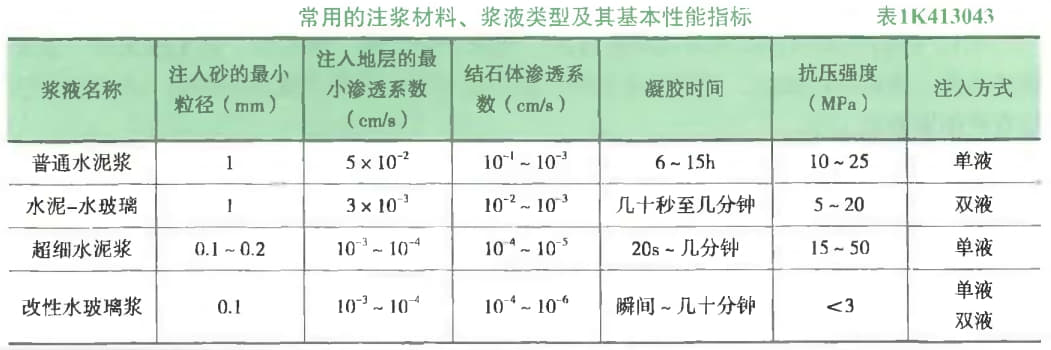 常用的注浆材料、浆液类型及其基本性能指标 表1K413043
浆液名称 注入砂的最小粒径（mm） 注入地层的最小渗透系数（cm/s） 结石体渗透系数（cm/s） 凝胶时间 抗压强度（MPa） 注入方式
普通水泥浆 1 5×10⁻² 10⁻¹~10⁻³ 6~15h 10~25 单液
水泥-水玻璃 1 3×10⁻³ 10⁻²~10⁻³ 几十秒至几分钟 5~20 双液
超细水泥浆 0.1~0.2 10⁻³~10⁻⁴ 10⁻⁴~10⁻⁵ 20s~几分钟 15~50 单液
改性水玻璃浆 0.1 10⁻³~10⁻⁴ 10⁻⁴~10⁻⁶ 瞬间~几十分钟 <3 单液 双液